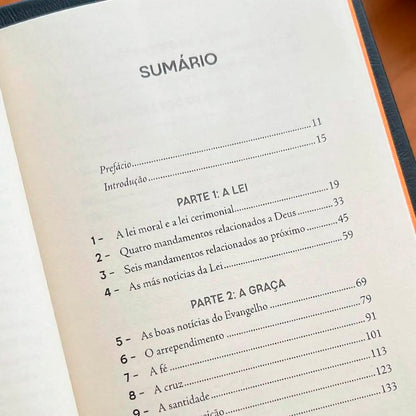 SUMÁRIO
Prefácio 11
Introdução 15
PARTE 1: A LEI
1 - A lei moral e a lei cerimonial 19
2 - Quatro mandamentos relacionados a Deus 33
3 - Seis mandamentos relacionados ao próximo 45
4 - As más notícias da Lei 59
PARTE 2: A GRAÇA
5 - As boas notícias do Evangelho 69
6 - O arrependimento 79
7 - A fé 91
8 - A cruz 101
9 - A santidade 113
123
133